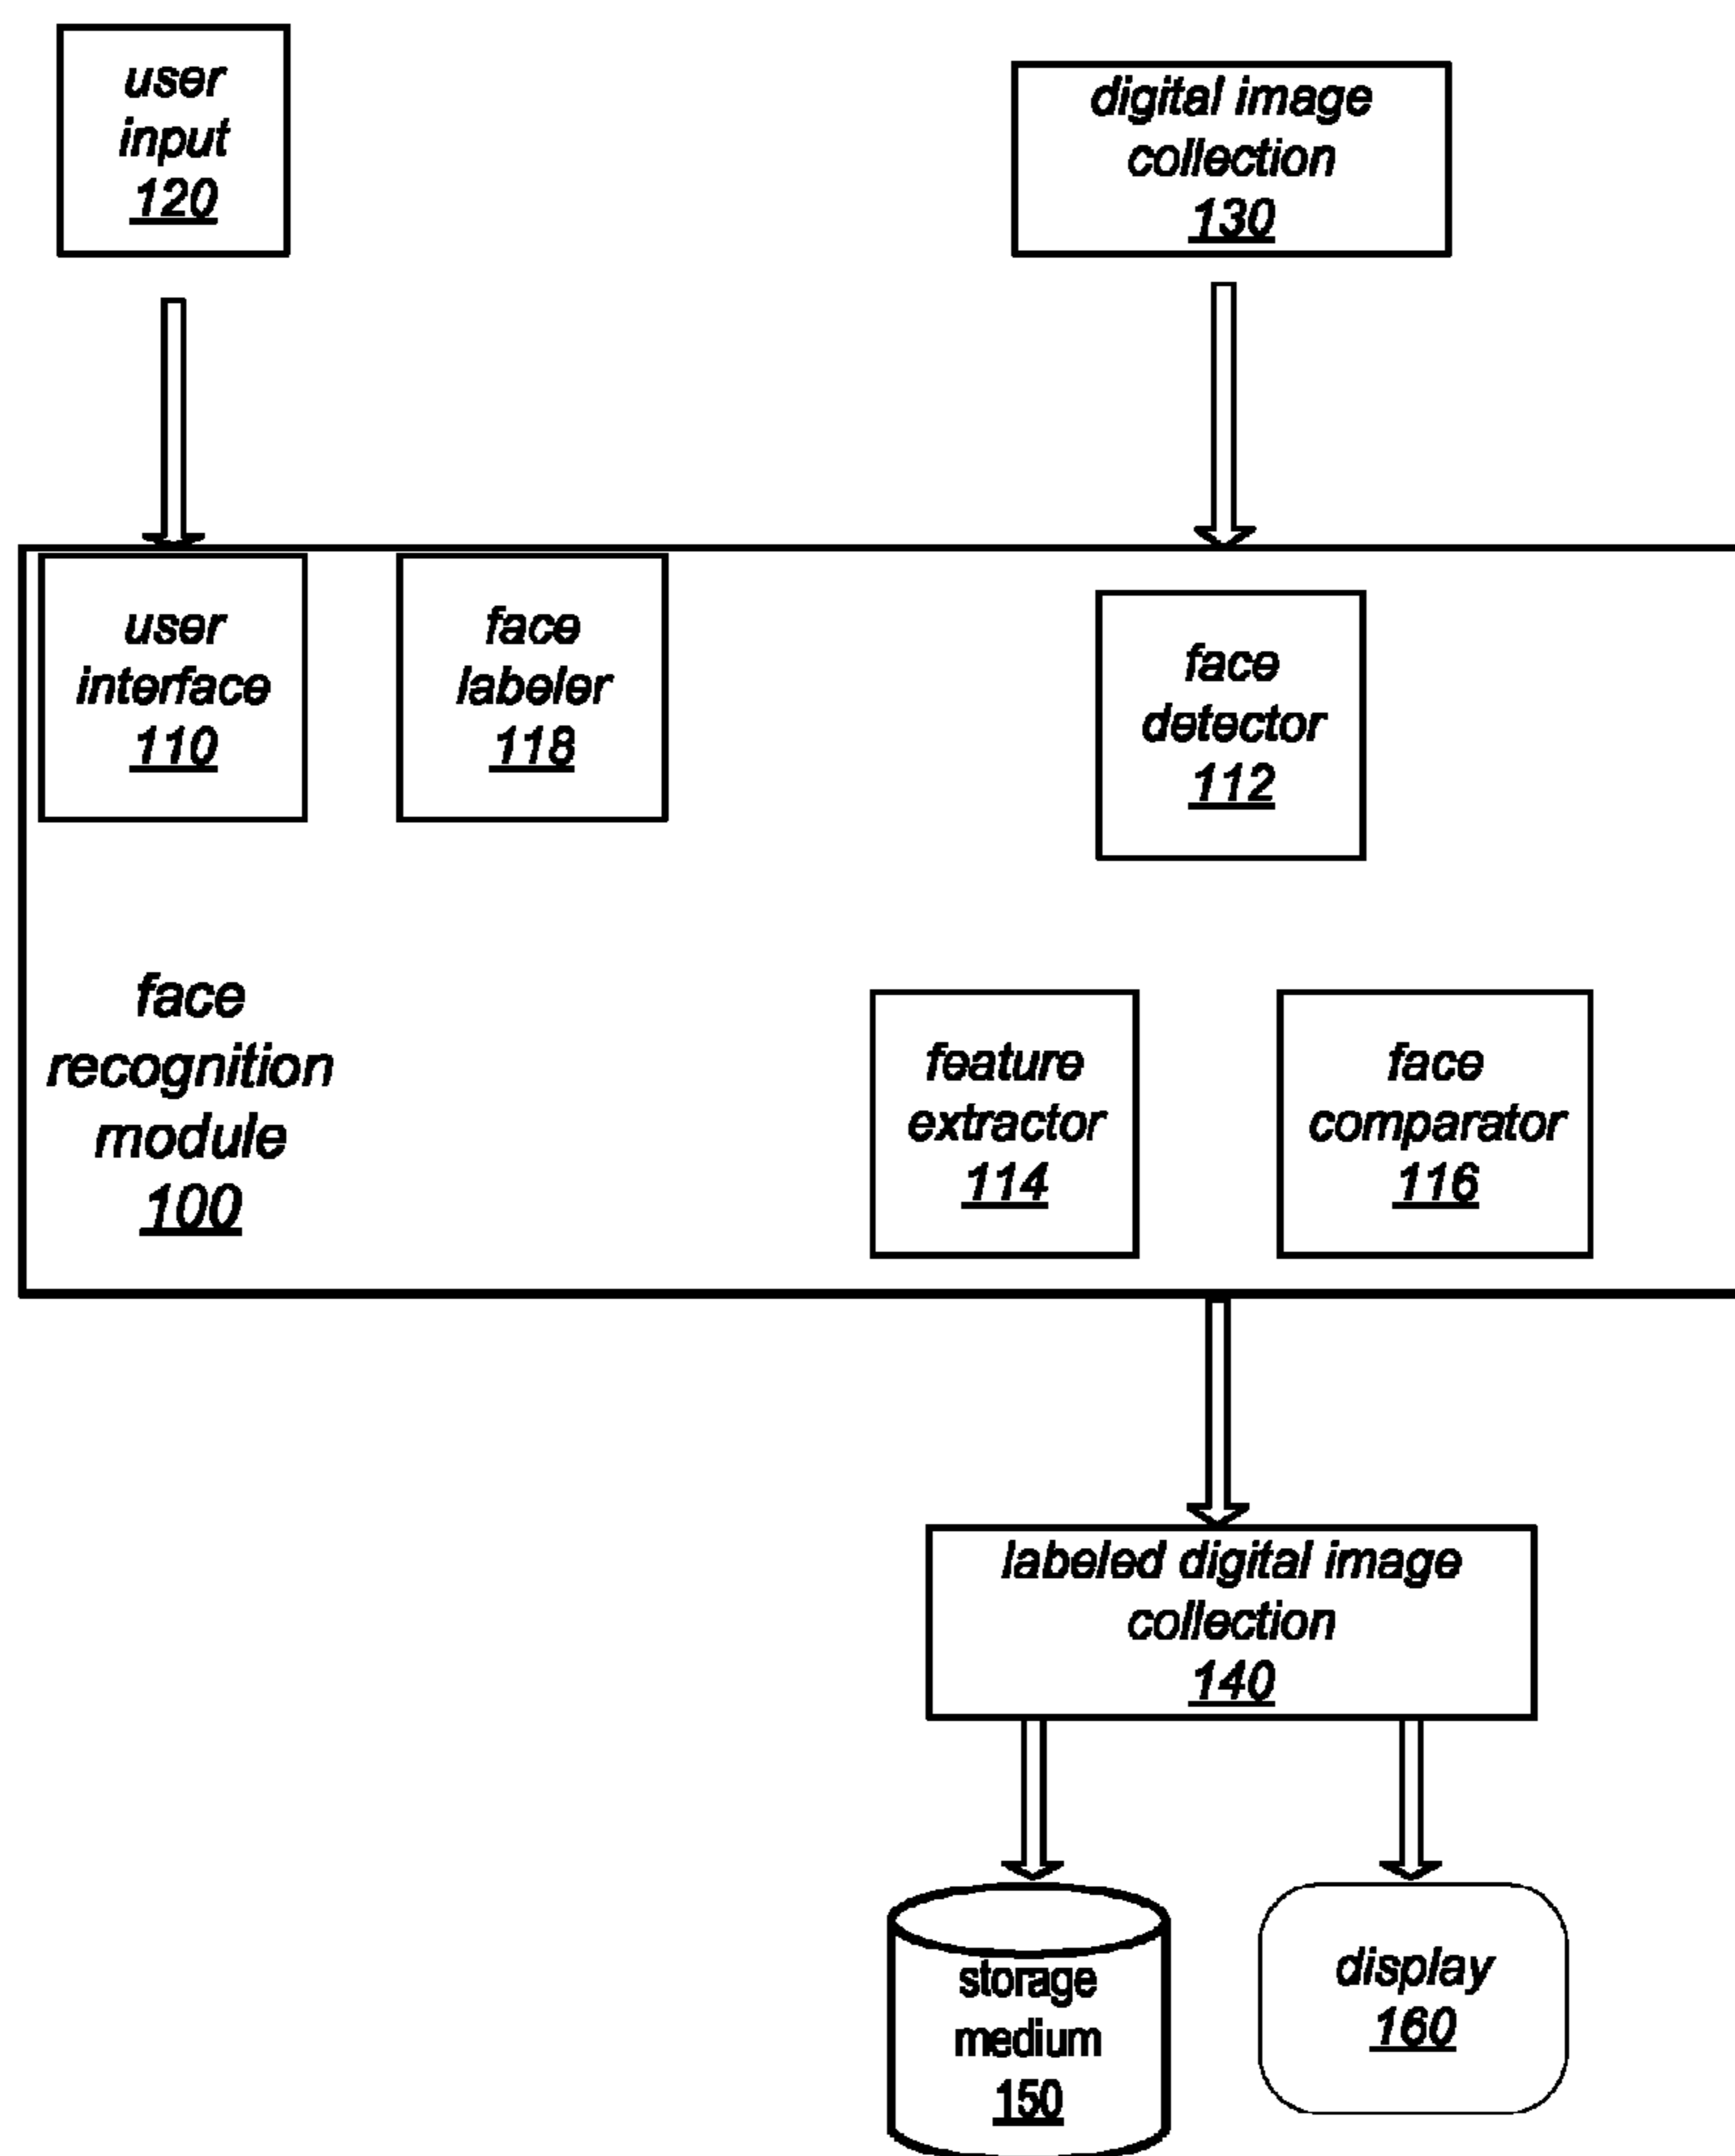 user
input
120
digital image
collection
130
user
interface
110
face
labeler
118
face
detector
112
face
recognition
module
100
feature
extractor
114
face
comparator
116
labeled digital image
collection
140
storage
medium
150
display
160